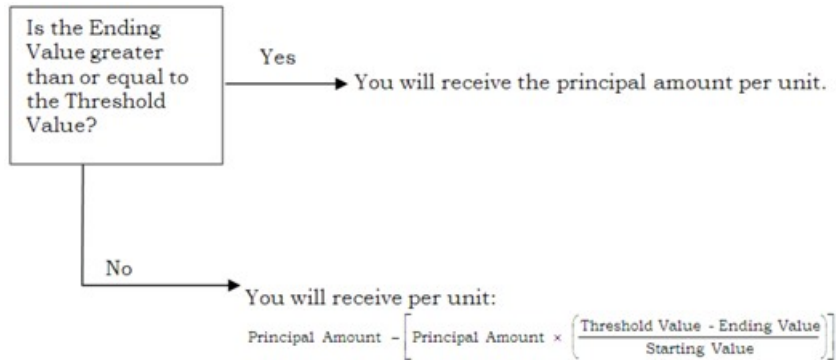 Is the Ending
Value greater
than or equal to
the Threshold
Value?
Yes
You will receive the principal amount per unit.
No
You will receive per unit:
Principal Amount - [Principal Amount × (Threshold Value - Ending Value / Starting Value)]